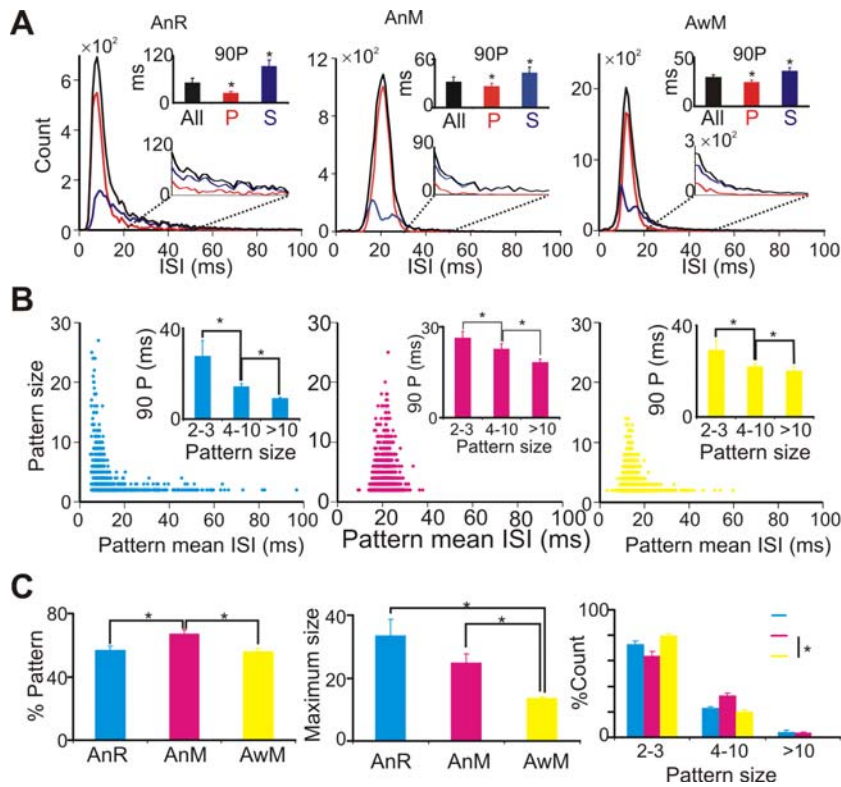 A
AnR
AnM
AwM
×10²
×10²
×10²
120
90P
*
*
ms
0
All P S
60
90P
*
*
ms
0
All P S
50
90P
*
*
ms
0
All P S
6
4
2
0
Count
120
0
0 20 40 60 80 100
ISI (ms)
12
8
4
0
90
0
0 20 40 60 80 100
ISI (ms)
20
10
0
3 ×10²
0
0 20 40 60 80 100
ISI (ms)
B
30
20
10
0
Pattern size
40
0
90 P (ms)
*
*
2-3 4-10 >10
Pattern size
0 20 40 60 80 100
Pattern mean ISI (ms)
30
20
10
0
30
0
90 P (ms)
*
*
2-3 4-10 >10
Pattern size
0 20 40 60 80 100
Pattern mean ISI (ms)
30
20
10
0
40
0
90 P (ms)
*
*
2-3 4-10 >10
Pattern size
0 20 40 60 80 100
Pattern mean ISI (ms)
C
80
40
0
% Pattern
*
*
AnR AnM AwM
40
20
0
Maximum size
*
*
AnR AnM AwM
80
40
0
%Count
*
2-3 4-10 >10
Pattern size